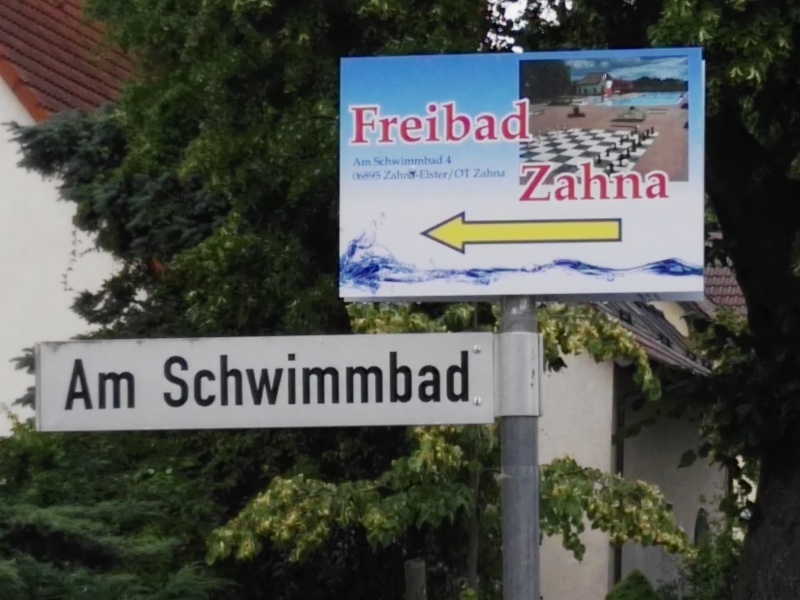 Freibad
Am Schwimmbad 4
06895 Zahna-Elster/OT Zahna
Zahna
Am Schwimmbad